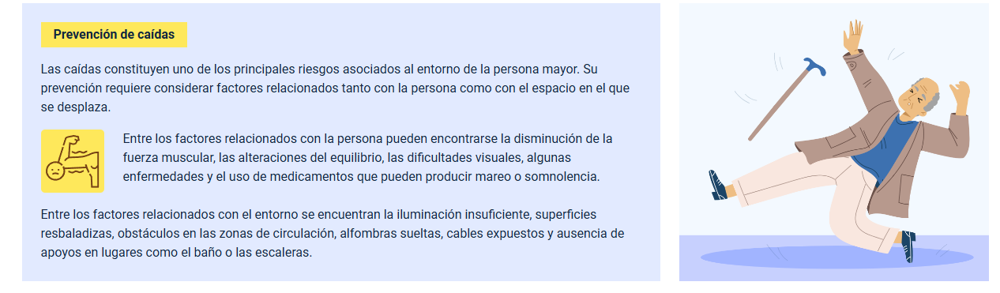 Prevención de caídas
Las caídas constituyen uno de los principales riesgos asociados al entorno de la persona mayor. Su
prevención requiere considerar factores relacionados tanto con la persona como con el espacio en el que
se desplaza.
Entre los factores relacionados con la persona pueden encontrarse la disminución de la
fuerza muscular, las alteraciones del equilibrio, las dificultades visuales, algunas
enfermedades y el uso de medicamentos que pueden producir mareo o somnolencia.
Entre los factores relacionados con el entorno se encuentran la iluminación insuficiente, superficies
resbaladizas, obstáculos en las zonas de circulación, alfombras sueltas, cables expuestos y ausencia de
apoyos en lugares como el baño o las escaleras.